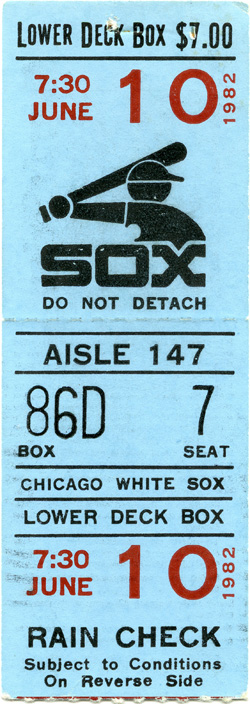 LOWER DECK BOX $7.00
7:30 JUNE 10 1982
SOX
DO NOT DETACH
AISLE 147
86D 7
BOX SEAT
CHICAGO WHITE SOX
LOWER DECK BOX
7:30 JUNE 10 1982
RAIN CHECK
Subject to Conditions
On Reverse Side